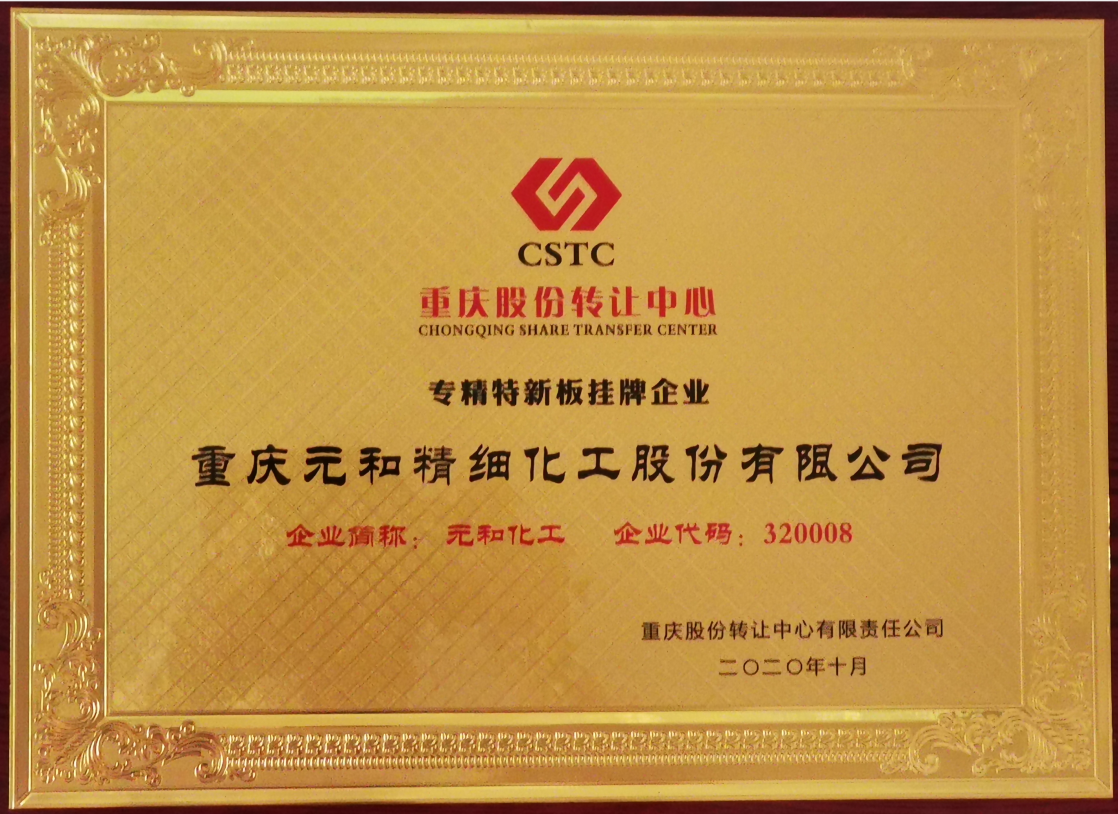 CSTC
重庆股份转让中心
CHONGQING SHARE TRANSFER CENTER
专精特新板挂牌企业
重庆元和精细化工股份有限公司
企业简称：元和化工 企业代码：320008
重庆股份转让中心有限责任公司
二〇二〇年十月